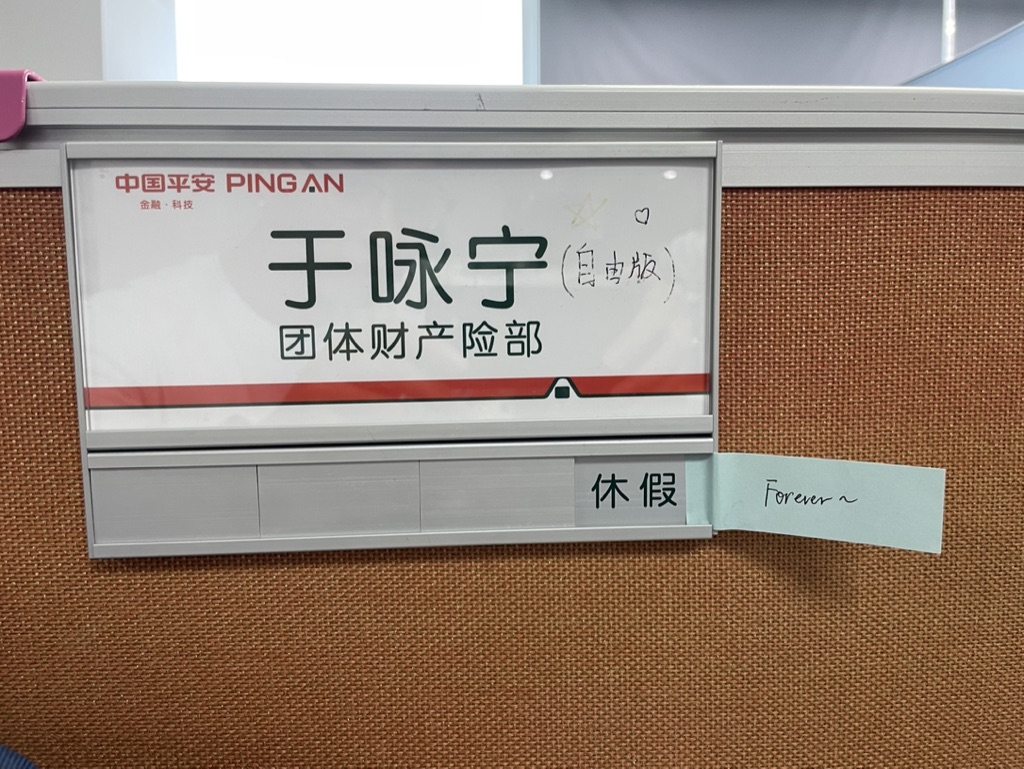 中国平安 PINGAN
金融·科技
于咏宁(自由版)
团体财产险部
休假 Forever~